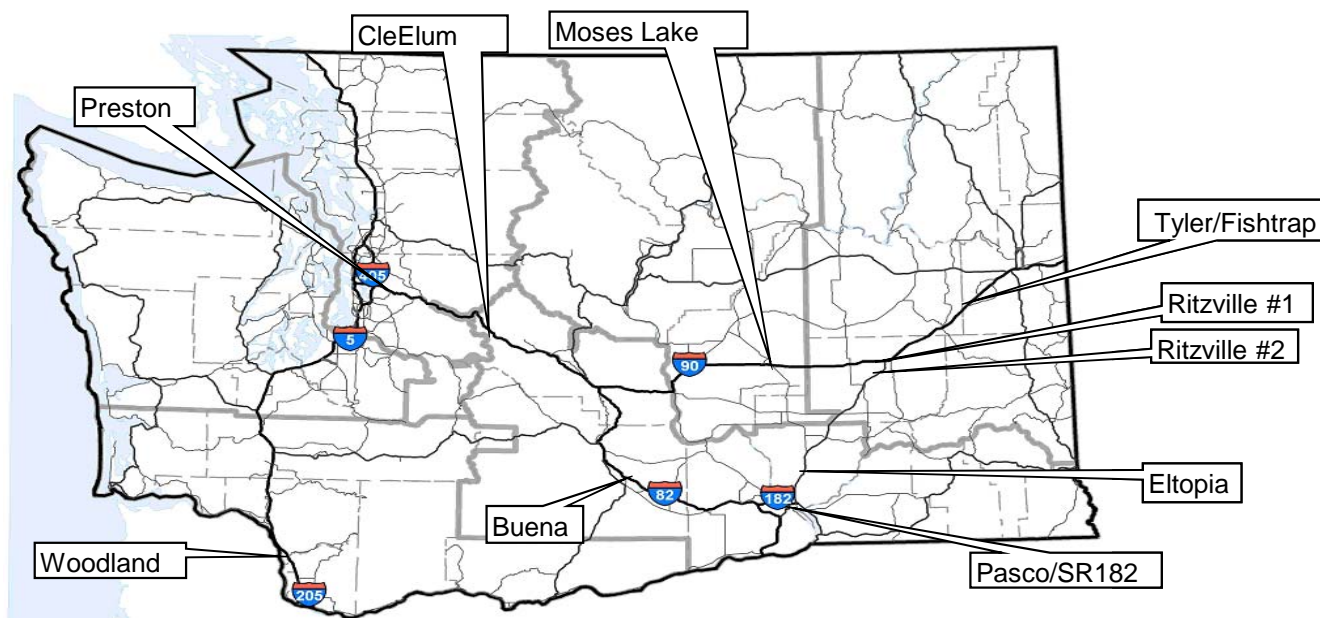 CleElum
Moses Lake
Preston
Tyler/Fishtrap
405
Ritzville #1
5
Ritzville #2
90
Eltopia
82
182
Buena
Woodland
Pasco/SR182
205